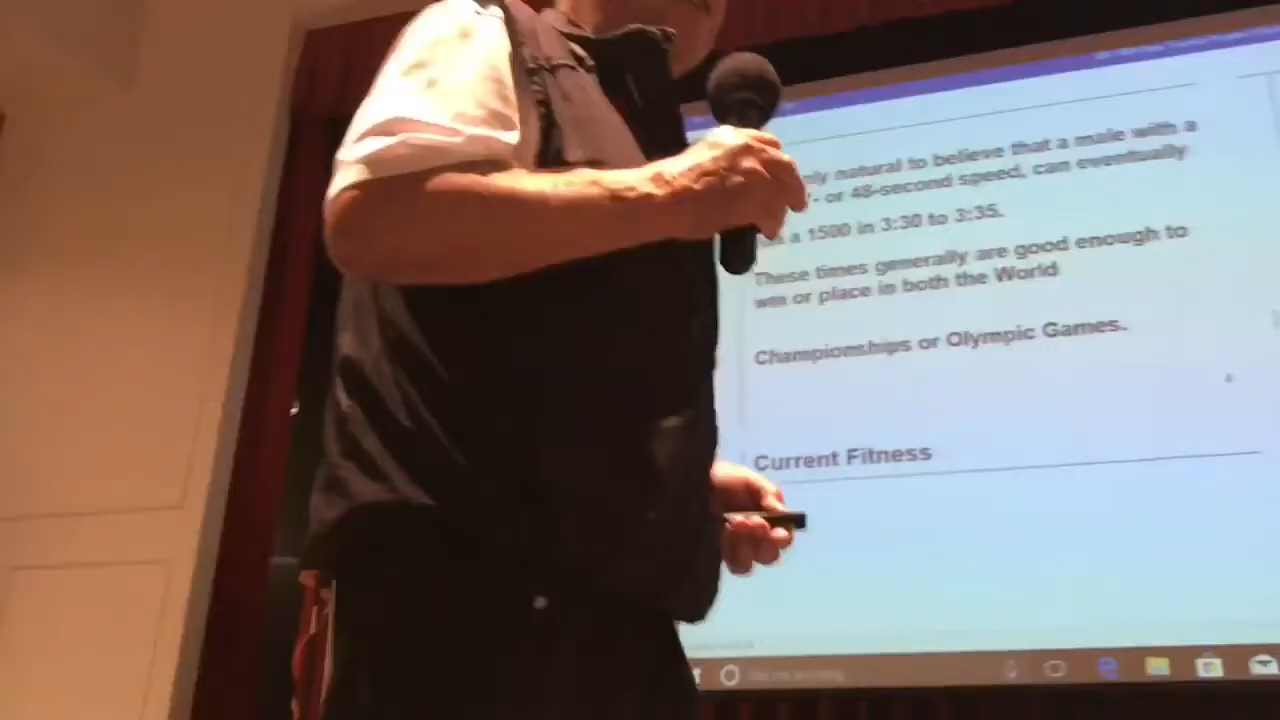 natural to believe that a male with a
or 48-second speed, can eventually
a 1500 in 3:30 to 3:35.
These times generally are good enough to
win or place in both the World
Championships or Olympic Games.
Current Fitness